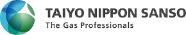 TAIYO NIPPON SANSO
The Gas Professionals